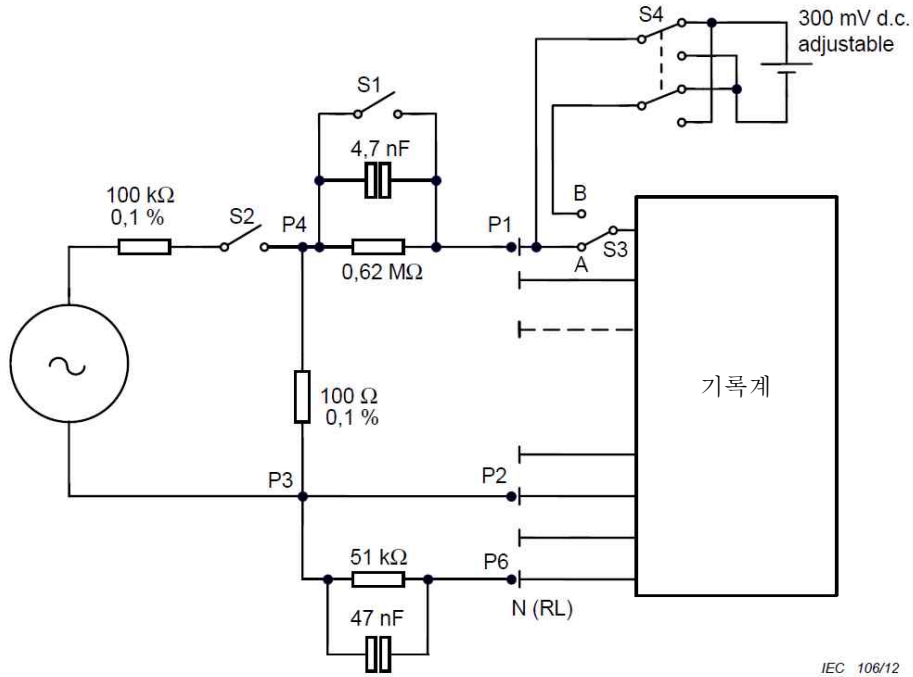 S4
300 mV d.c.
adjustable
S1
4,7 nF
100 kΩ
0,1 %
S2
P4
P1
B
S3
A
0,62 MΩ
기록계
100 Ω
0,1 %
P3
P2
51 kΩ
P6
N (RL)
47 nF
IEC 106/12